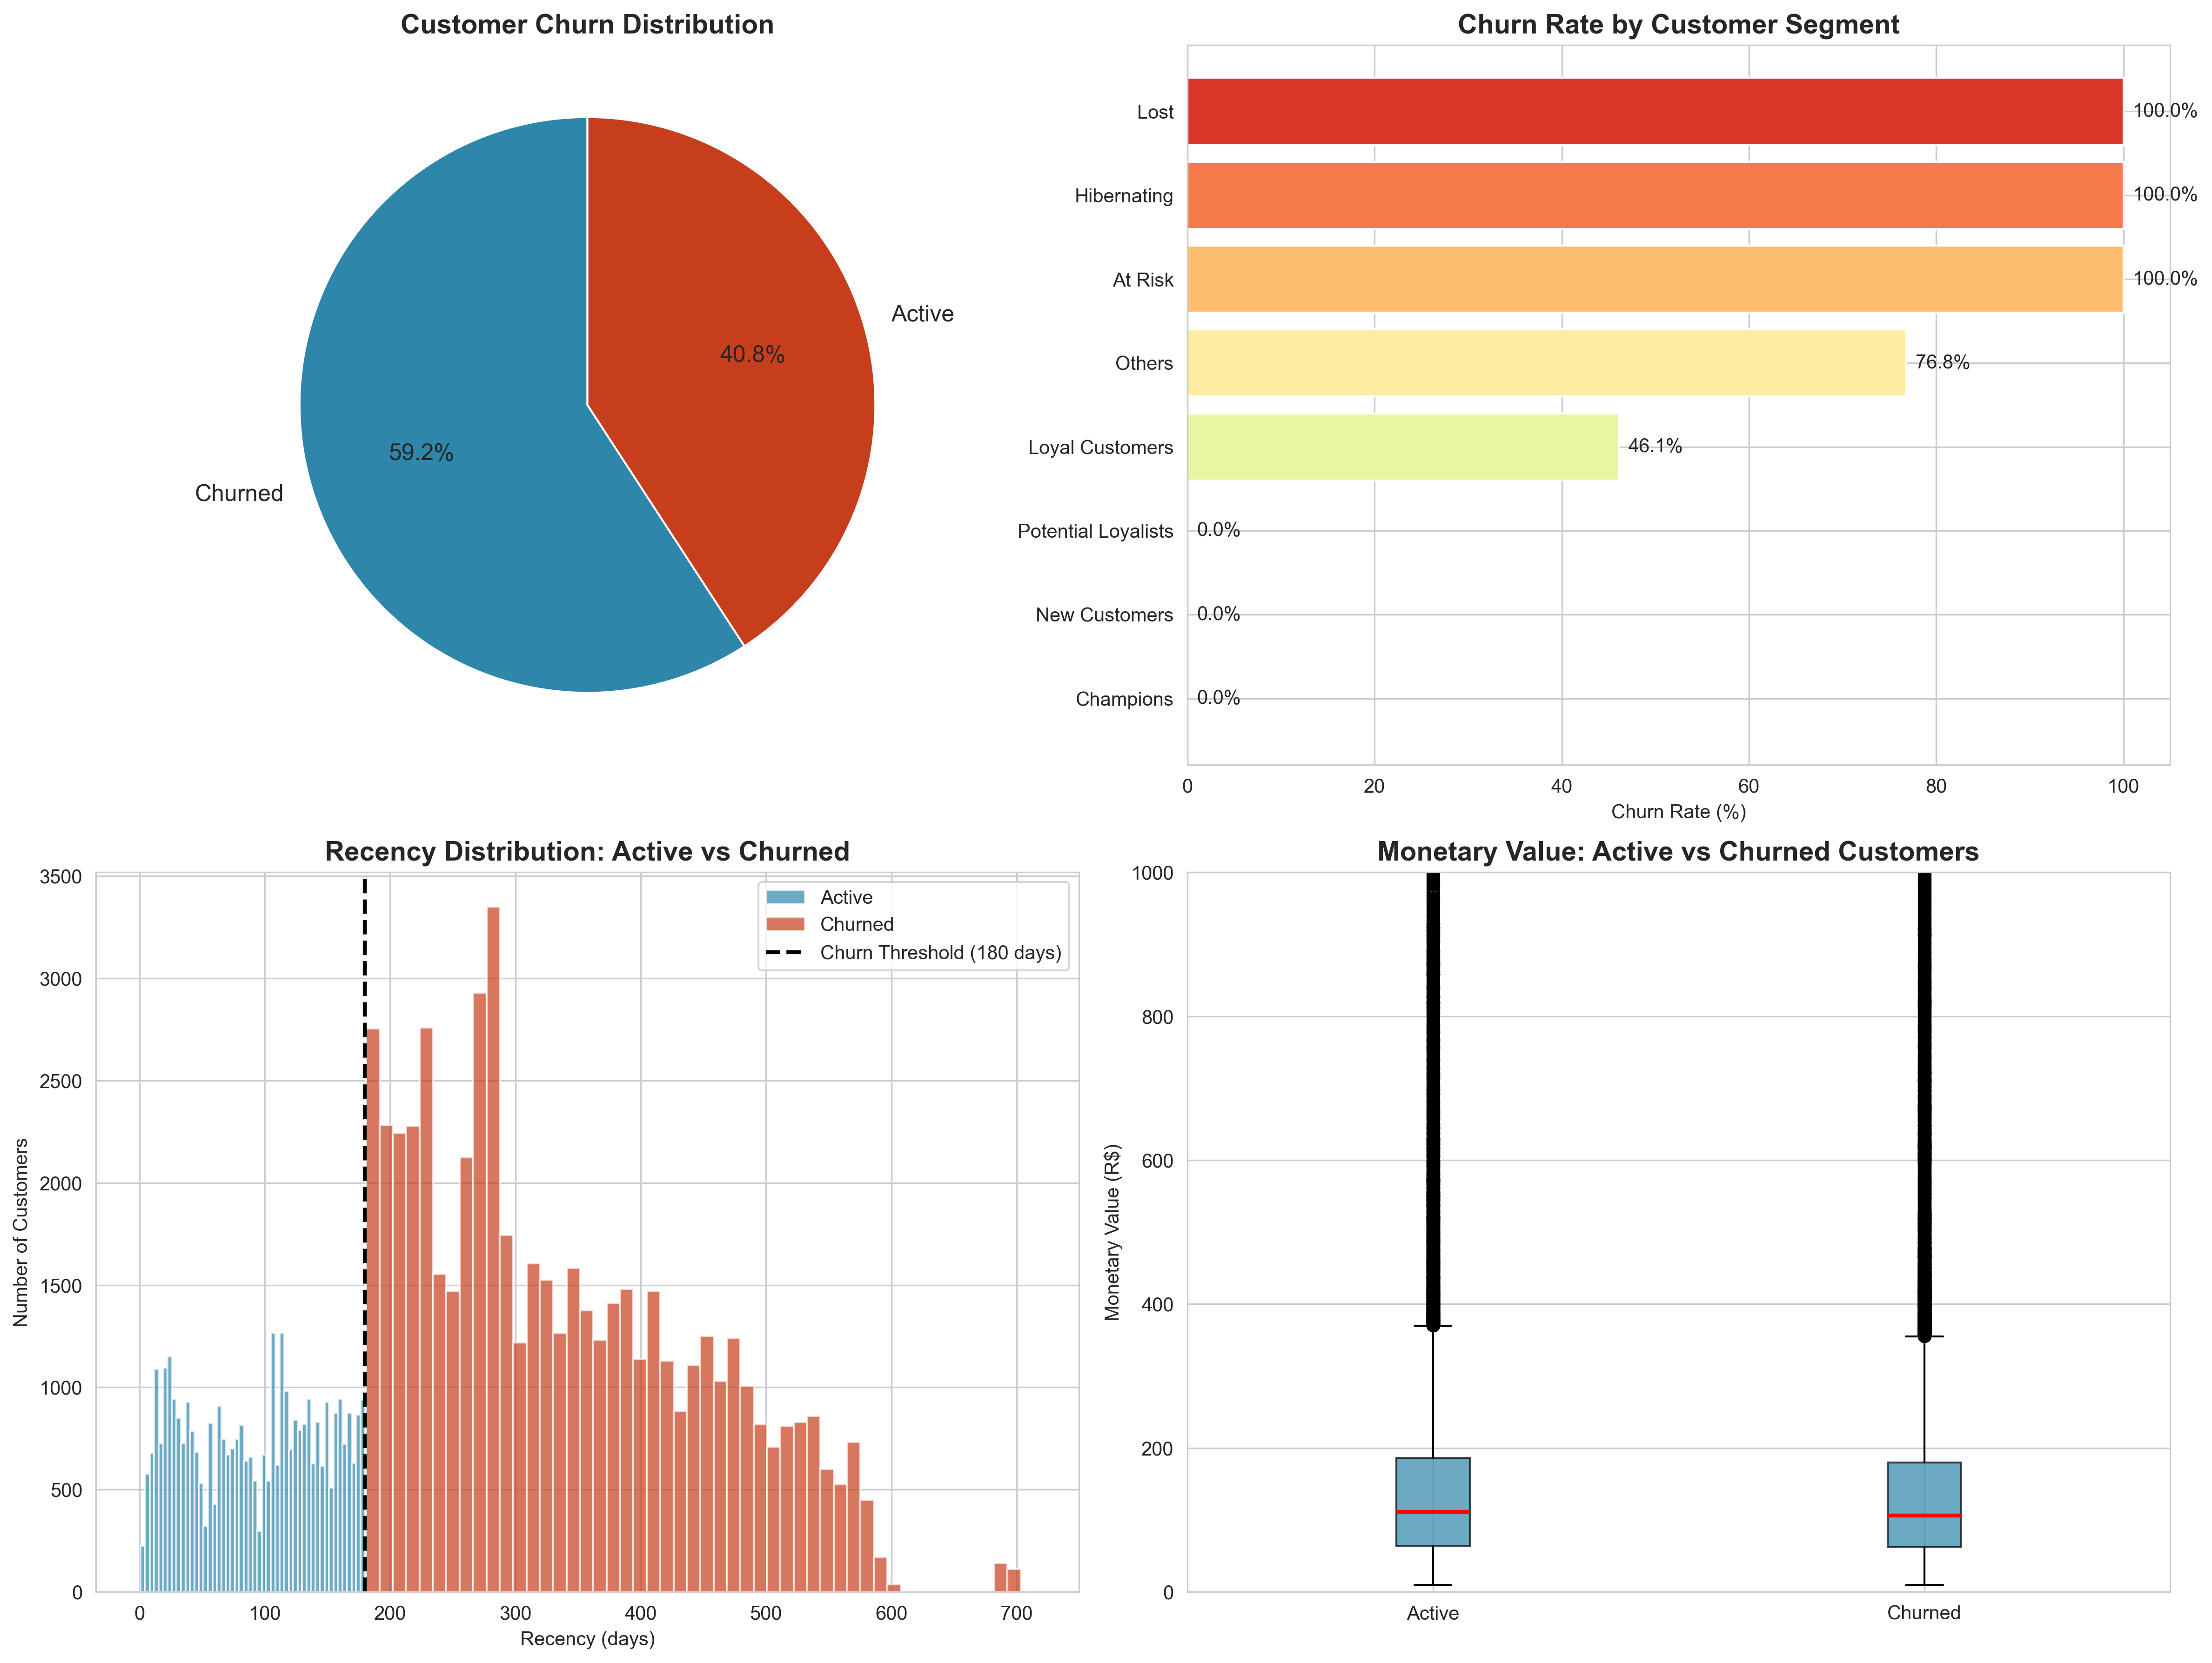 Customer Churn Distribution
Active
40.8%
59.2%
Churned
Churn Rate by Customer Segment
Lost
100.0%
Hibernating
100.0%
At Risk
100.0%
Others
76.8%
Loyal Customers
46.1%
Potential Loyalists
0.0%
New Customers
0.0%
Champions
0.0%
0 20 40 60 80 100
Churn Rate (%)
Recency Distribution: Active vs Churned
3500
3000
2500
2000
1500
1000
500
0
Number of Customers
Active
Churned
Churn Threshold (180 days)
0 100 200 300 400 500 600 700
Recency (days)
Monetary Value: Active vs Churned Customers
1000
800
600
400
200
0
Monetary Value (R$)
Active Churned